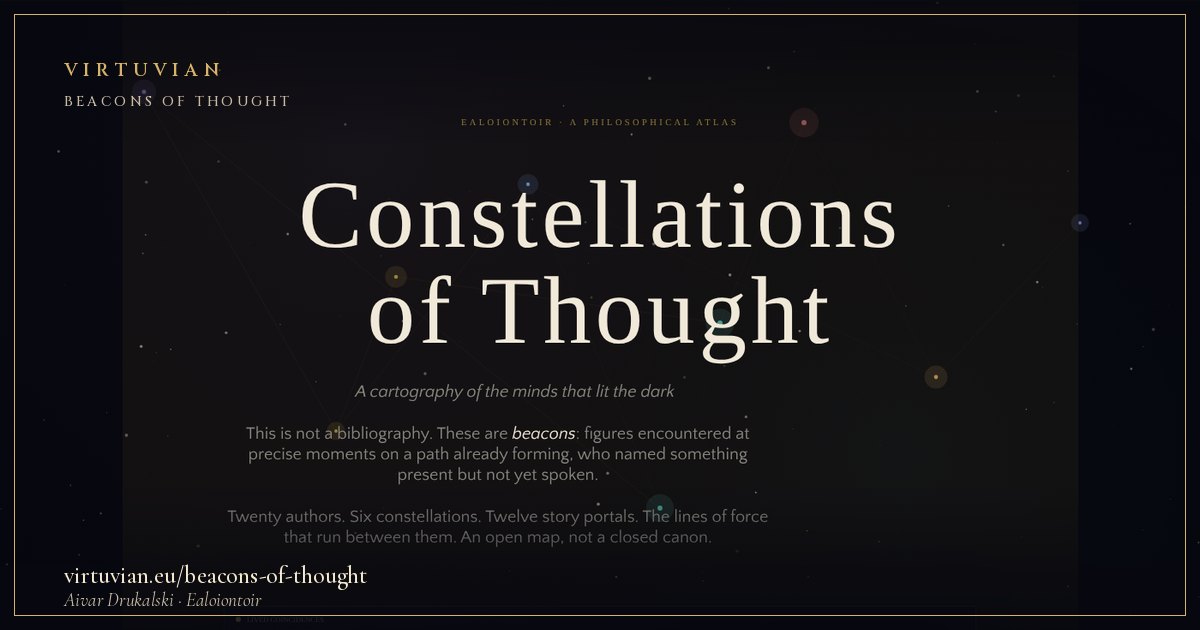 VIRTUVIAN
BEACONS OF THOUGHT
EALOIONTOIR · A PHILOSOPHICAL ATLAS
Constellations
of Thought
A cartography of the minds that lit the dark
This is not a bibliography. These are beacons: figures encountered at
precise moments on a path already forming, who named something
present but not yet spoken.
Twenty authors. Six constellations. Twelve story portals. The lines of force
that run between them. An open map, not a closed canon.
virtuvian.eu/beacons-of-thought
Aivar Drukalski · Ealoiontoir